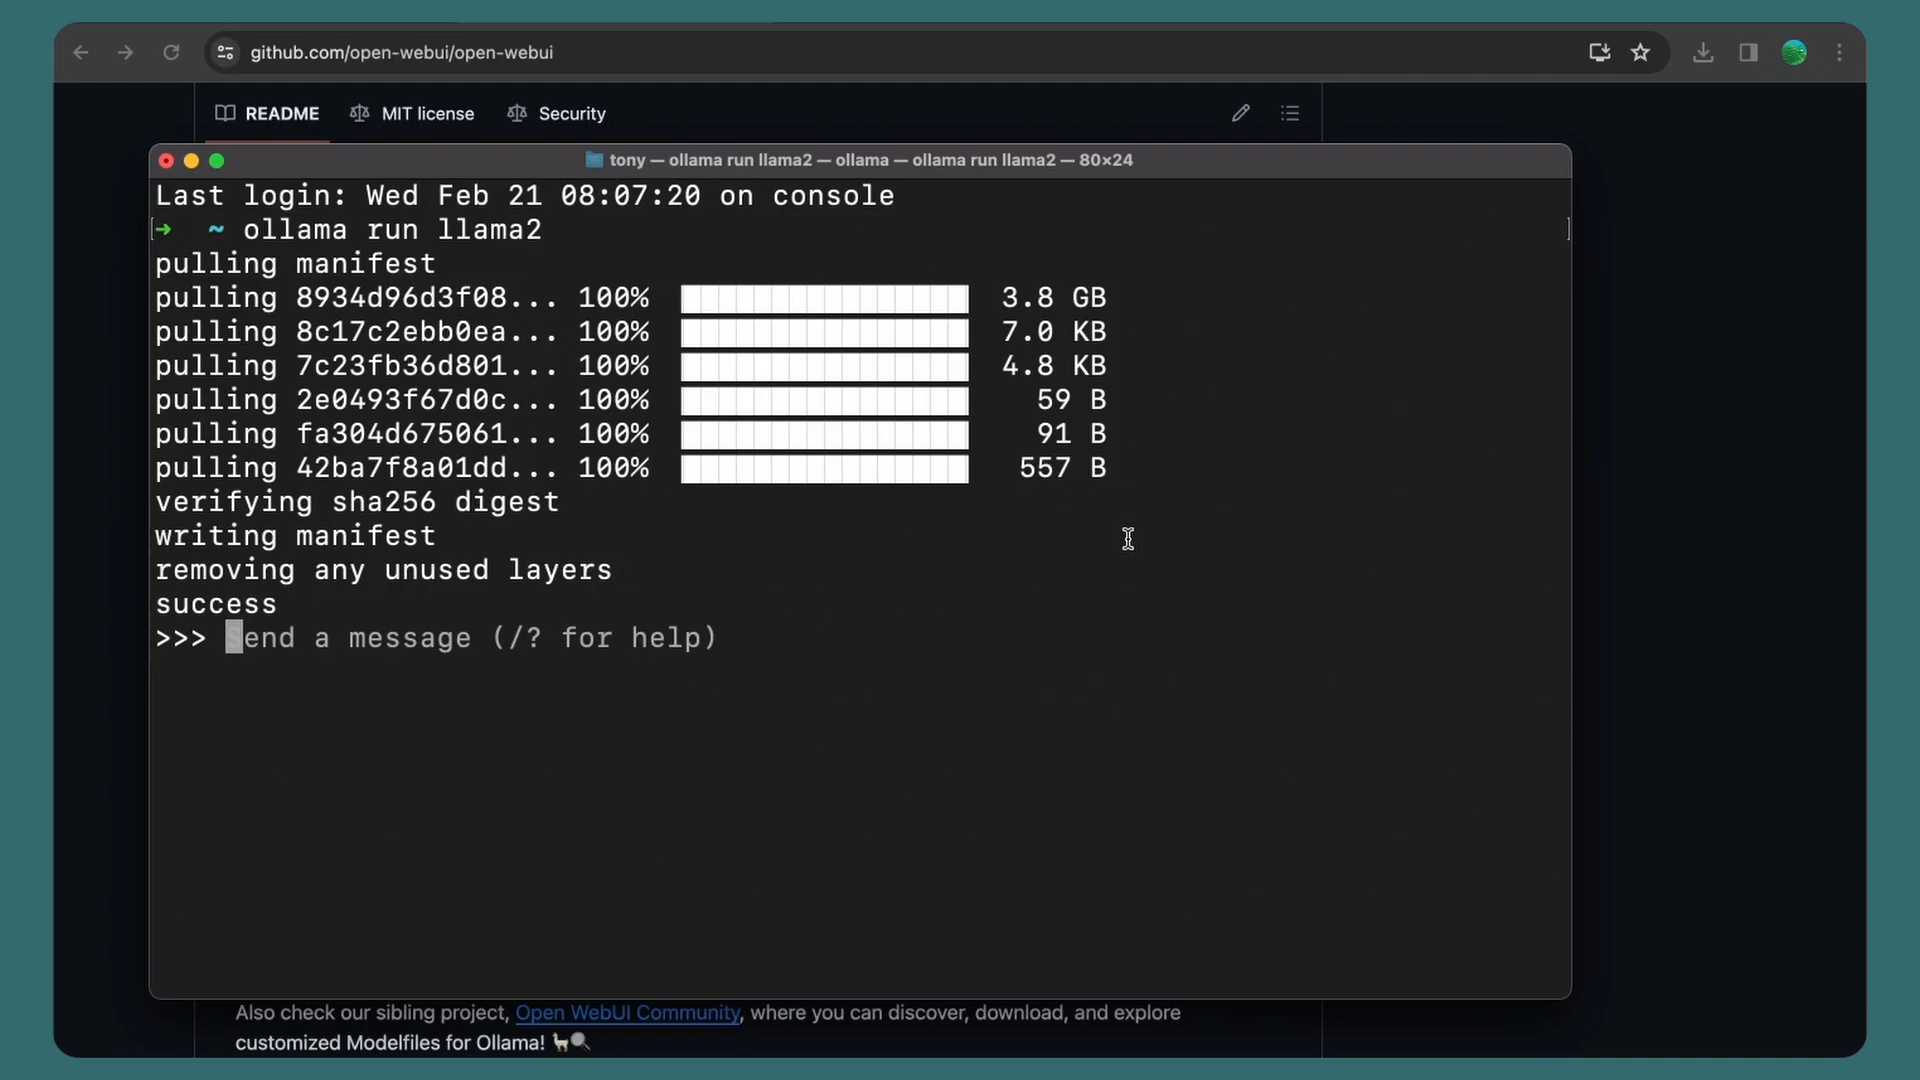 github.com/open-webui/open-webui
README MIT license Security
tony — ollama run llama2 — ollama — ollama run llama2 — 80×24
Last login: Wed Feb 21 08:07:20 on console
➜ ~ ollama run llama2
pulling manifest
pulling 8934d96d3f08... 100% 3.8 GB
pulling 8c17c2ebb0ea... 100% 7.0 KB
pulling 7c23fb36d801... 100% 4.8 KB
pulling 2e0493f67d0c... 100% 59 B
pulling fa304d675061... 100% 91 B
pulling 42ba7f8a01dd... 100% 557 B
verifying sha256 digest
writing manifest
removing any unused layers
success
>>> Send a message (/? for help)
Also check our sibling project, Open WebUI Community, where you can discover, download, and explore
customized Modelfiles for Ollama! 🦙🔍